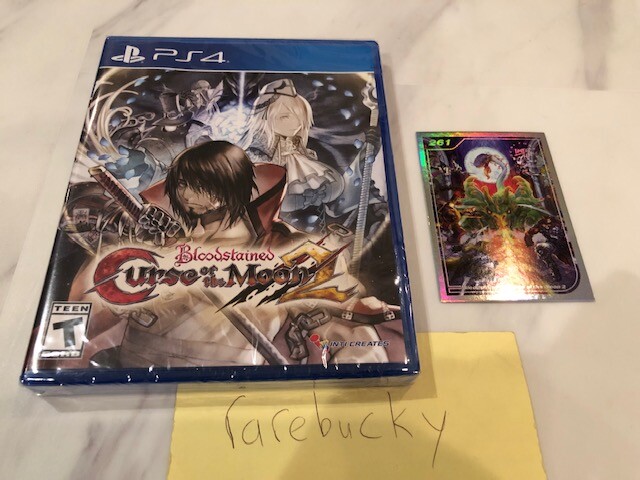 PS4
Bloodstained
Curse of the Moon 2
TEEN
T
INTI CREATES
261
rarebucky